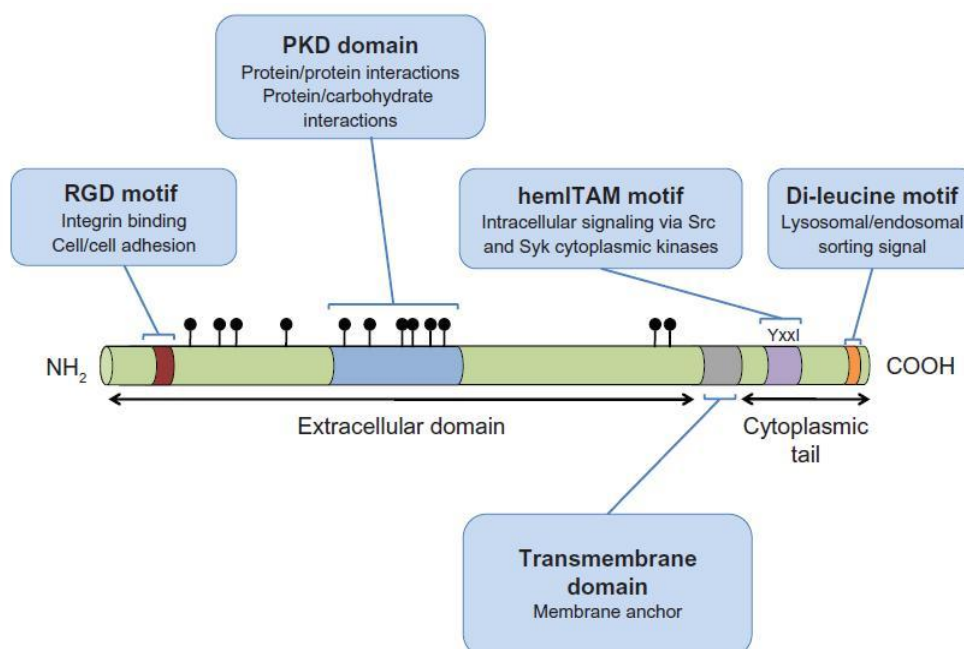 PKD domain
Protein/protein interactions
Protein/carbohydrate
interactions
RGD motif
Integrin binding
Cell/cell adhesion
hemITAM motif
Intracellular signaling via Src
and Syk cytoplasmic kinases
Di-leucine motif
Lysosomal/endosomal
sorting signal
YxxI
NH2
COOH
Extracellular domain
Cytoplasmic
tail
Transmembrane
domain
Membrane anchor